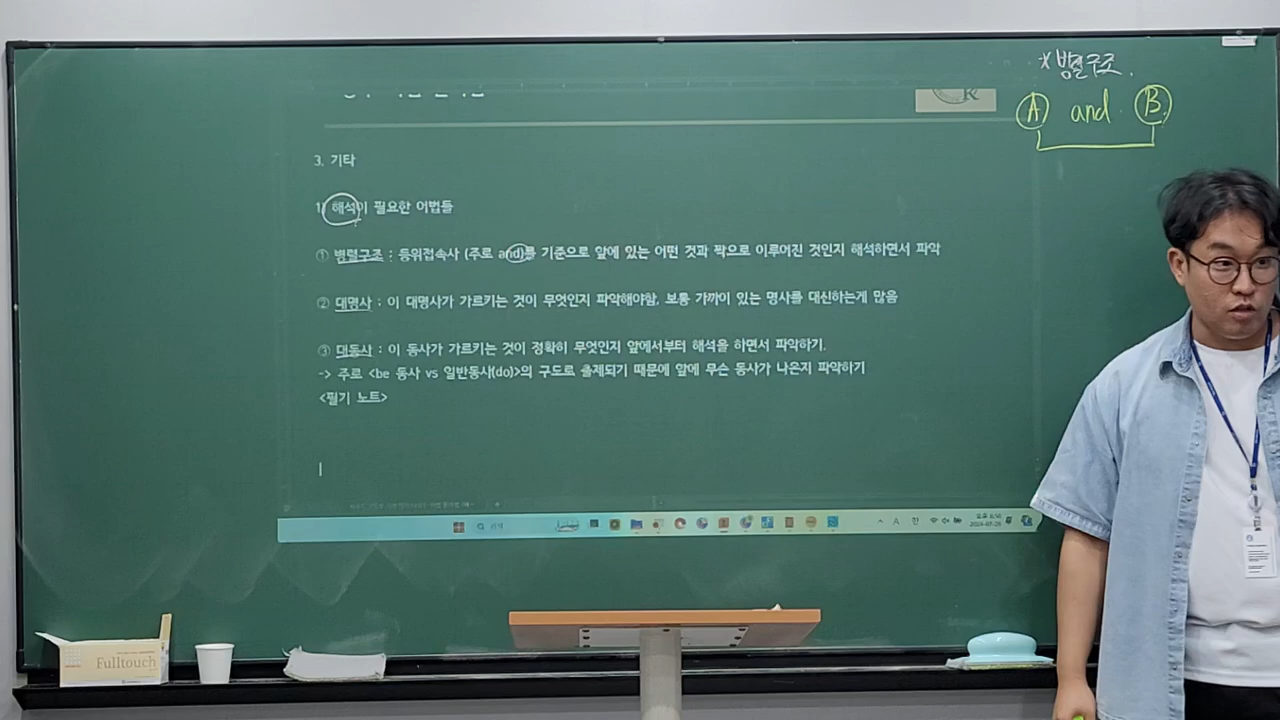 *병렬구조.
A and B
3. 기타
1) 해석이 필요한 어법들
① 병렬구조 : 등위접속사 (주로 and)를 기준으로 앞에 있는 어떤 것과 짝으로 이루어진 것인지 해석하면서 파악
② 대명사 : 이 대명사가 가르키는 것이 무엇인지 파악해야함, 보통 가까이 있는 명사를 대신하는게 많음
③ 대동사 : 이 동사가 가르키는 것이 정확히 무엇인지 앞에서부터 해석을 하면서 파악하기.
-> 주로 <be 동사 vs 일반동사(do)>의 구도로 출제되기 때문에 앞에 무슨 동사가 나온지 파악하기
<필기 노트>
검색
A 한
Fulltouch